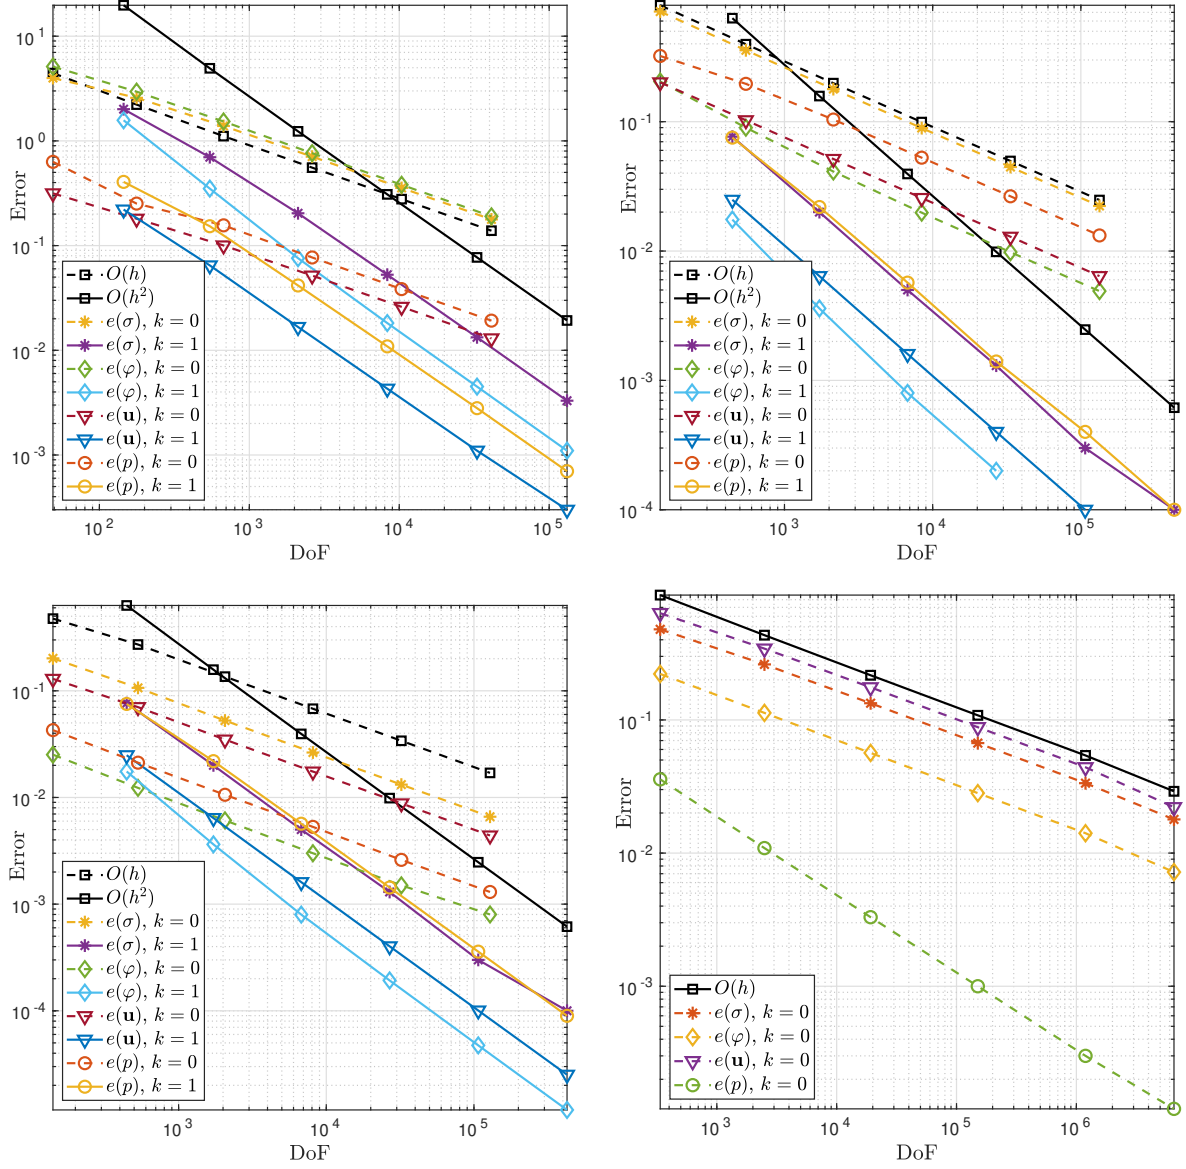 10^1
10^0
10^-1
10^-2
10^-3
Error
O(h)
O(h^2)
e(σ), k = 0
e(σ), k = 1
e(φ), k = 0
e(φ), k = 1
e(u), k = 0
e(u), k = 1
e(p), k = 0
e(p), k = 1
10^2
10^3
10^4
10^5
DoF
10^-1
10^-2
10^-3
10^-4
Error
O(h)
O(h^2)
e(σ), k = 0
e(σ), k = 1
e(φ), k = 0
e(φ), k = 1
e(u), k = 0
e(u), k = 1
e(p), k = 0
e(p), k = 1
10^3
10^4
10^5
DoF
10^-1
10^-2
10^-3
10^-4
Error
O(h)
O(h^2)
e(σ), k = 0
e(σ), k = 1
e(φ), k = 0
e(φ), k = 1
e(u), k = 0
e(u), k = 1
e(p), k = 0
e(p), k = 1
10^3
10^4
10^5
DoF
10^-1
10^-2
10^-3
Error
O(h)
e(σ), k = 0
e(φ), k = 0
e(u), k = 0
e(p), k = 0
10^3
10^4
10^5
10^6
DoF